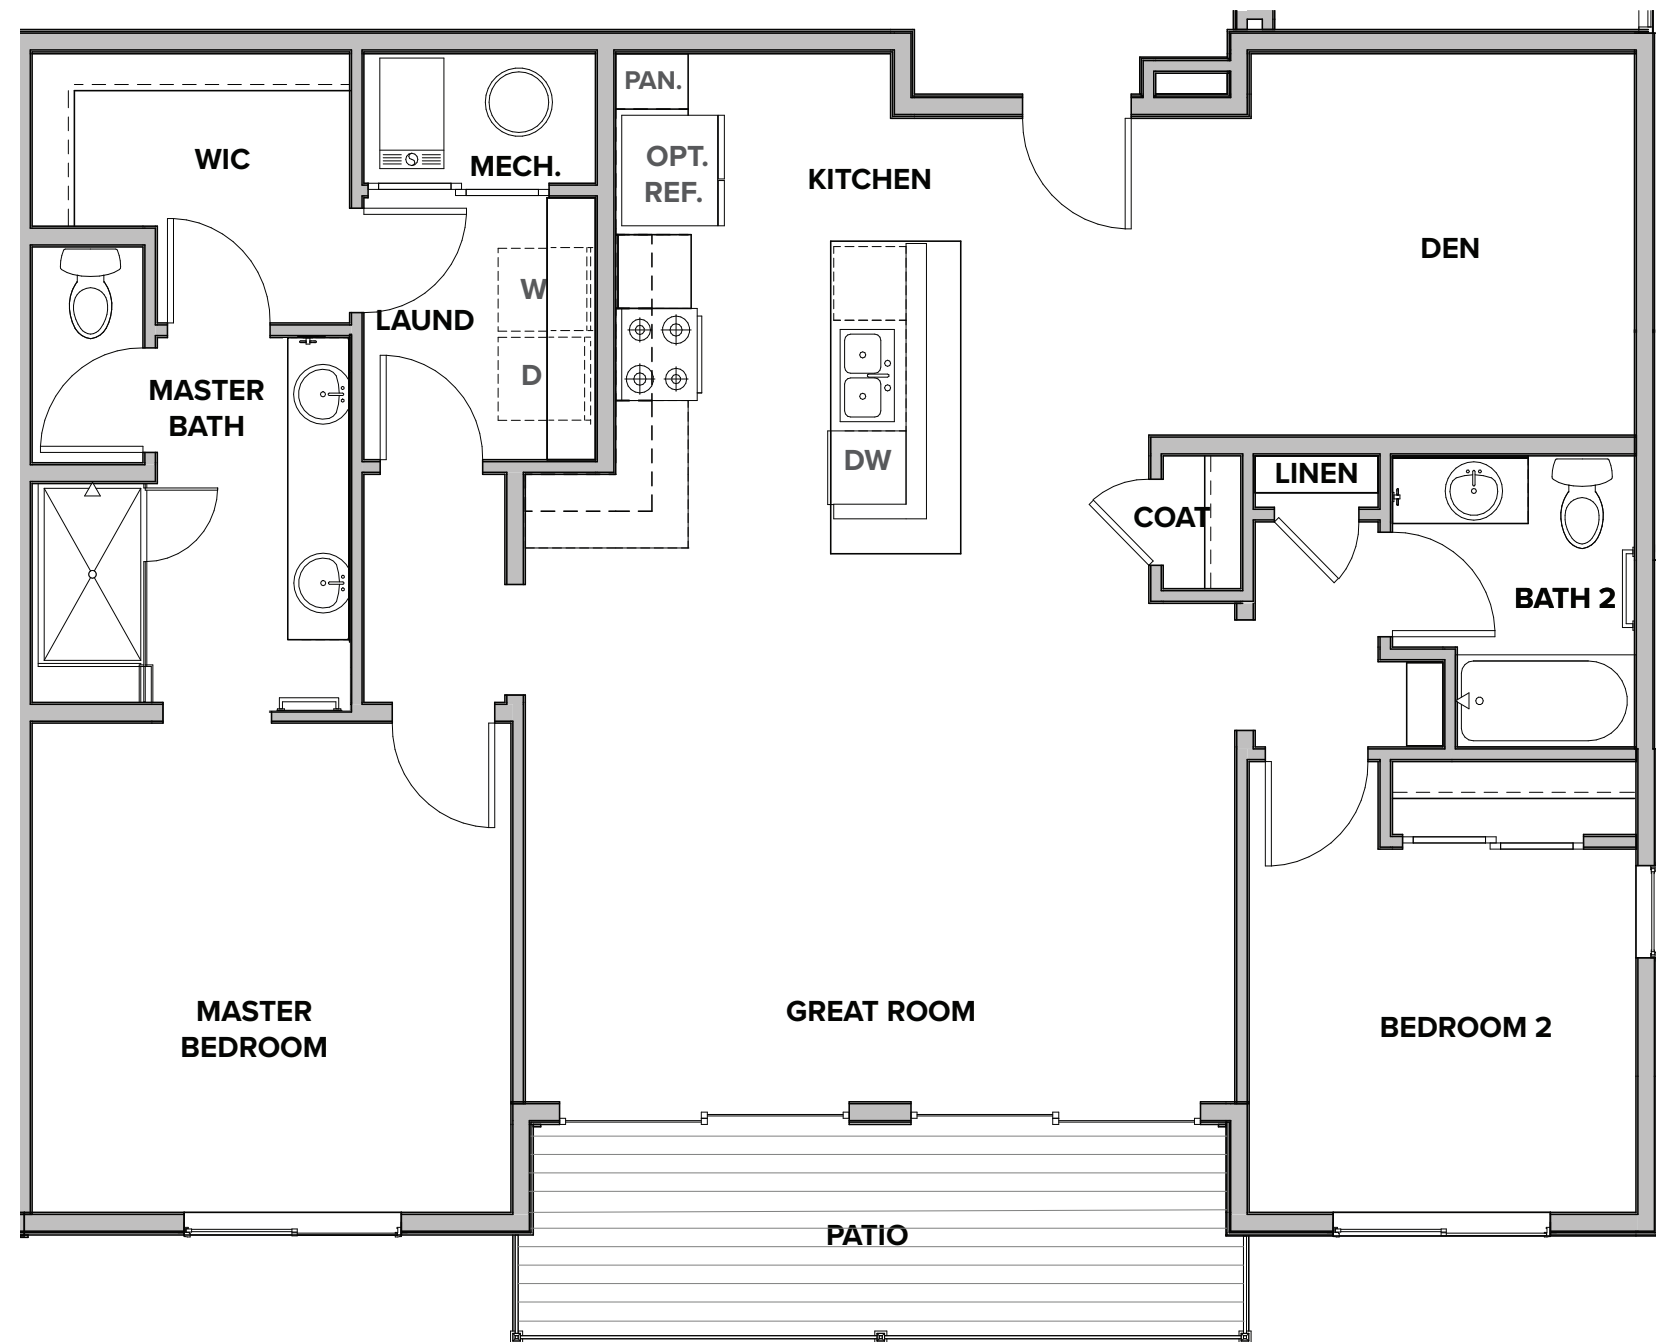 PAN.
WIC
MECH.
OPT.
REF.
KITCHEN
DEN
W
LAUND
D
MASTER
BATH
DW
LINEN
COAT
BATH 2
MASTER
BEDROOM
GREAT ROOM
BEDROOM 2
PATIO